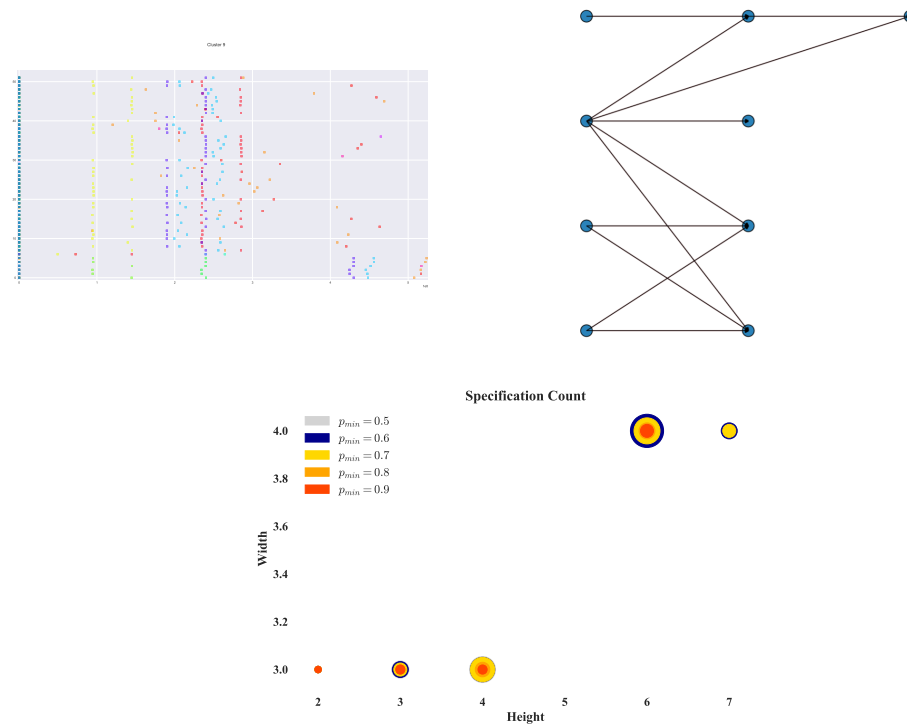 Cluster 8
Specification Count
4.0
3.8
3.6
3.4
3.2
3.0
Width
p_min = 0.5
p_min = 0.6
p_min = 0.7
p_min = 0.8
p_min = 0.9
2 3 4 5 6 7
Height